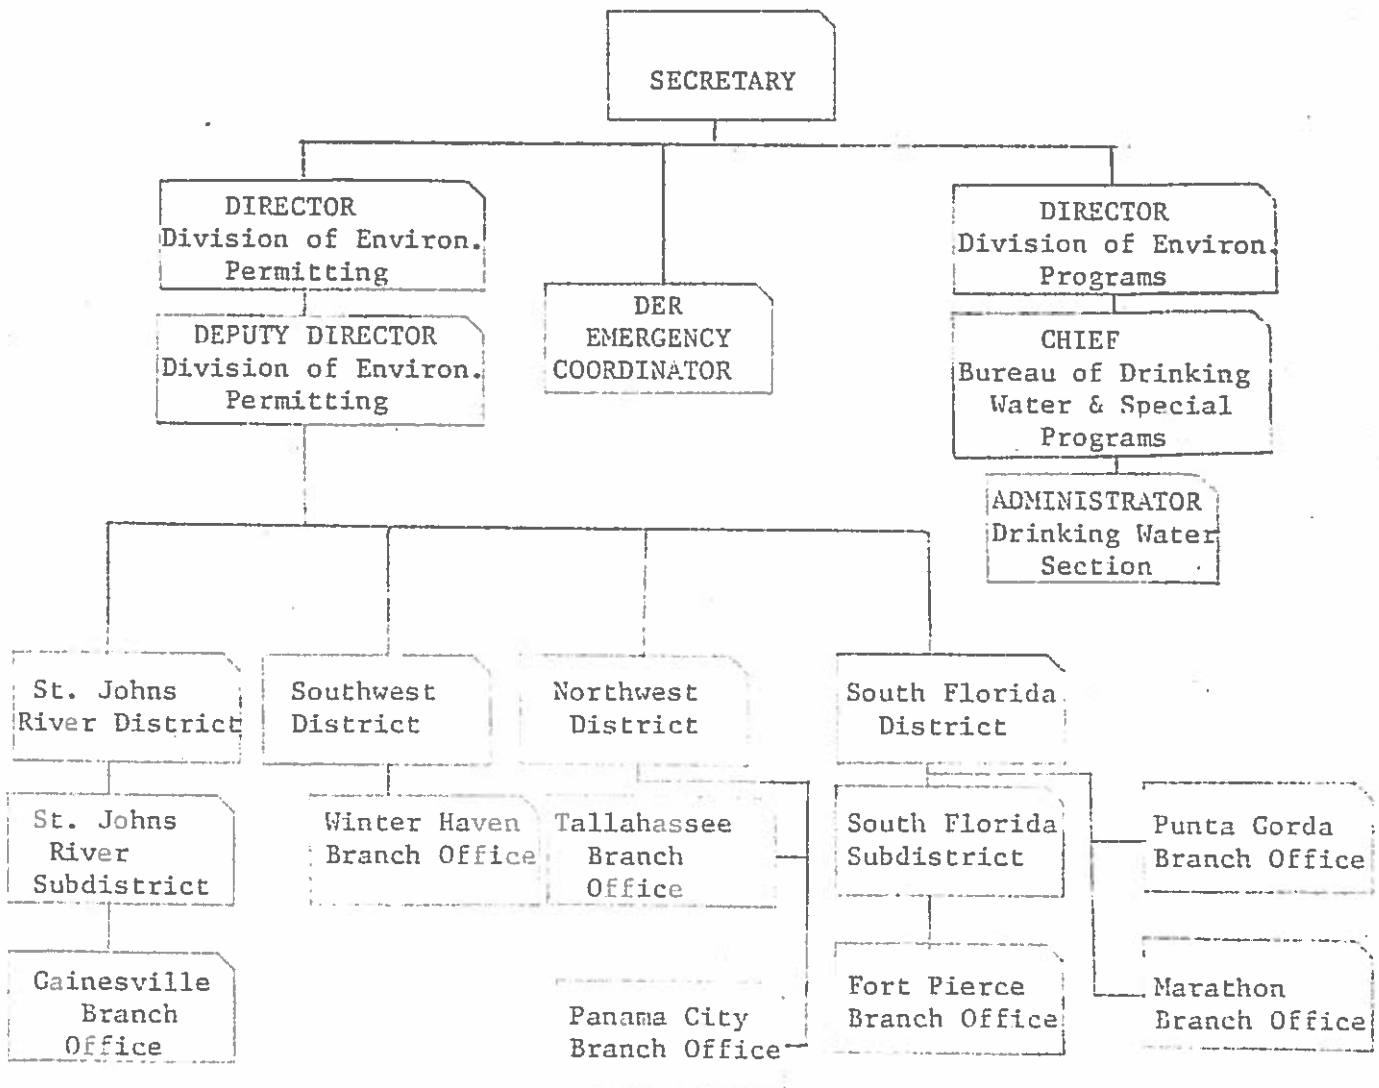 SECRETARY
DIRECTOR
Division of Environ.
Permitting
DEPUTY DIRECTOR
Division of Environ.
Permitting
DER
EMERGENCY
COORDINATOR
DIRECTOR
Division of Environ.
Programs
CHIEF
Bureau of Drinking
Water & Special
Programs
ADMINISTRATOR
Drinking Water
Section
St. Johns
River District
Southwest
District
Northwest
District
South Florida
District
St. Johns
River
Subdistrict
Winter Haven
Branch Office
Tallahassee
Branch
Office
South Florida
Subdistrict
Punta Gorda
Branch Office
Gainesville
Branch
Office
Panama City
Branch Office
Fort Pierce
Branch Office
Marathon
Branch Office